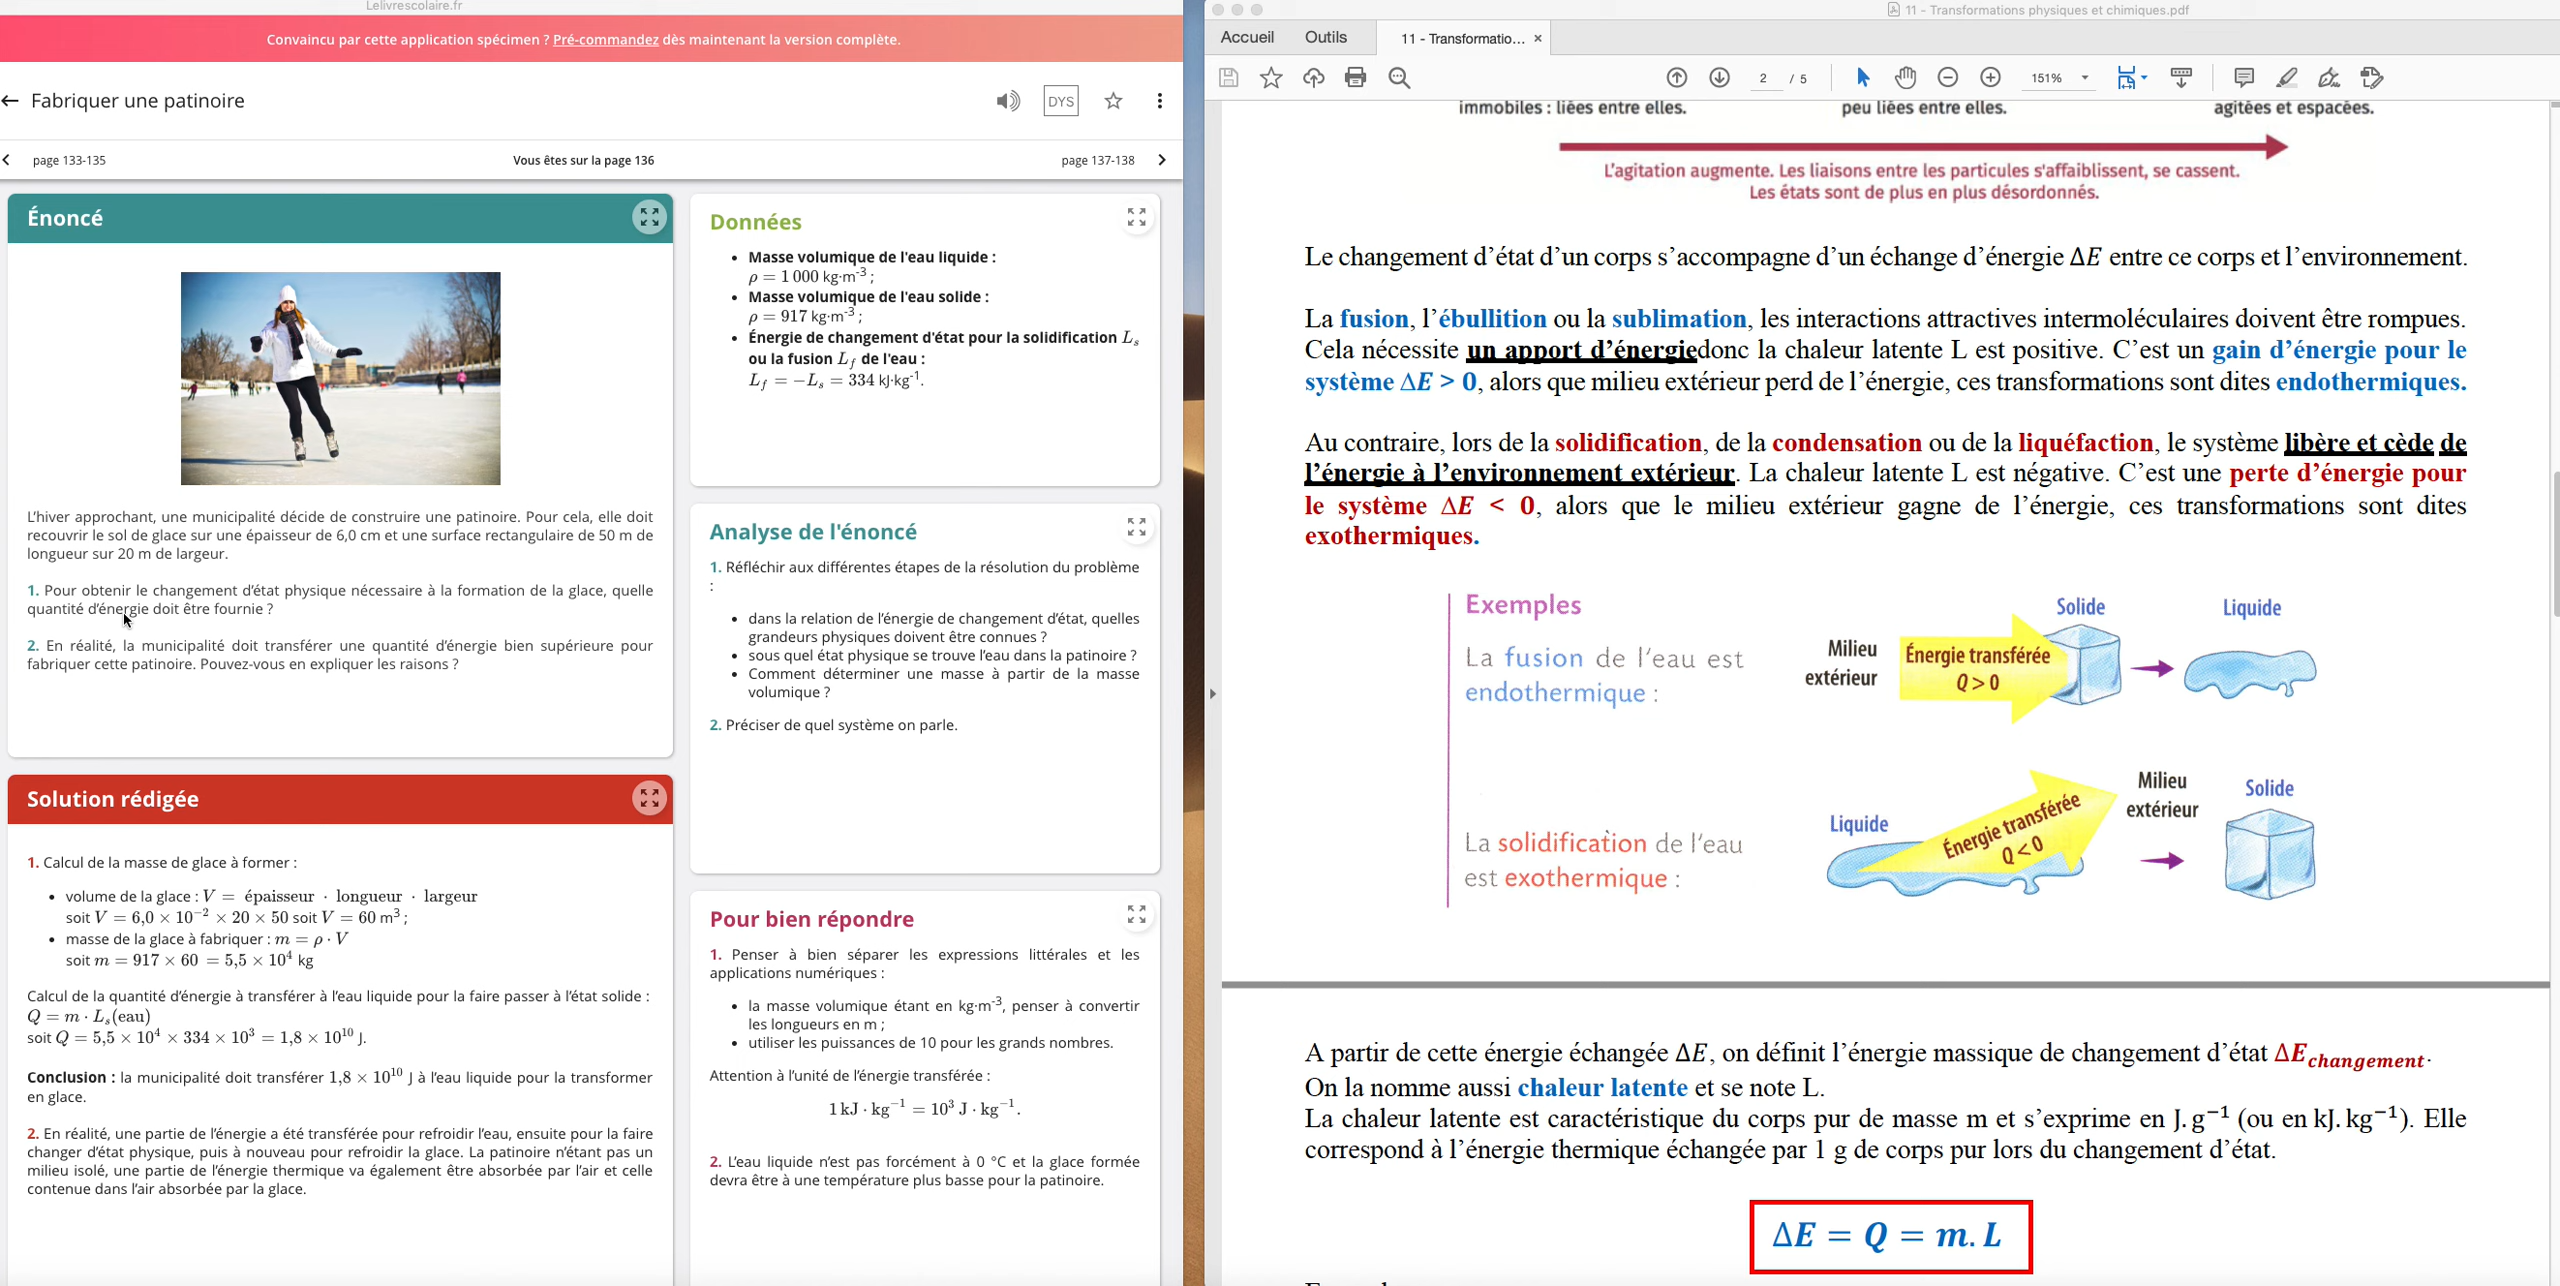 Lelivrescolaire.fr
Convaincu par cette application spécimen ? Pré-commandez dès maintenant la version complète.
Fabriquer une patinoire
DYS
page 133-135
Vous êtes sur la page 136
page 137-138
Énoncé
L'hiver approchant, une municipalité décide de construire une patinoire. Pour cela, elle doit
recouvrir le sol de glace sur une épaisseur de 6,0 cm et une surface rectangulaire de 50 m de
longueur sur 20 m de largeur.
1. Pour obtenir le changement d'état physique nécessaire à la formation de la glace, quelle
quantité d'énergie doit être fournie ?
2. En réalité, la municipalité doit transférer une quantité d'énergie bien supérieure pour
fabriquer cette patinoire. Pouvez-vous en expliquer les raisons ?
Solution rédigée
1. Calcul de la masse de glace à former :
• volume de la glace : V = épaisseur · longueur · largeur
soit V = 6,0 × 10⁻² × 20 × 50 soit V = 60 m³ ;
• masse de la glace à fabriquer : m = ρ · V
soit m = 917 × 60 = 5,5 × 10⁴ kg
Calcul de la quantité d'énergie à transférer à l'eau liquide pour la faire passer à l'état solide :
Q = m · Lₛ(eau)
soit Q = 5,5 × 10⁴ × 334 × 10³ = 1,8 × 10¹⁰ J.
Conclusion : la municipalité doit transférer 1,8 × 10¹⁰ J à l'eau liquide pour la transformer
en glace.
2. En réalité, une partie de l'énergie a été transférée pour refroidir l'eau, ensuite pour la faire
changer d'état physique, puis à nouveau pour refroidir la glace. La patinoire n'étant pas un
milieu isolé, une partie de l'énergie thermique va également être absorbée par l'air et celle
contenue dans l'air absorbée par la glace.
Données
• Masse volumique de l'eau liquide :
ρ = 1 000 kg·m⁻³ ;
• Masse volumique de l'eau solide :
ρ = 917 kg·m⁻³ ;
• Énergie de changement d'état pour la solidification Lₛ
ou la fusion L_f de l'eau :
L_f = −Lₛ = 334 kJ·kg⁻¹.
Analyse de l'énoncé
1. Réfléchir aux différentes étapes de la résolution du problème
:
• dans la relation de l'énergie de changement d'état, quelles
grandeurs physiques doivent être connues ?
• sous quel état physique se trouve l'eau dans la patinoire ?
• Comment déterminer une masse à partir de la masse
volumique ?
2. Préciser de quel système on parle.
Pour bien répondre
1. Penser à bien séparer les expressions littérales et les
applications numériques :
• la masse volumique étant en kg·m⁻³, penser à convertir
les longueurs en m ;
• utiliser les puissances de 10 pour les grands nombres.
Attention à l'unité de l'énergie transférée :
1 kJ · kg⁻¹ = 10³ J · kg⁻¹.
2. L'eau liquide n'est pas forcément à 0 °C et la glace formée
devra être à une température plus basse pour la patinoire.
11 - Transformations physiques et chimiques.pdf
Accueil
Outils
11 - Transformatio... ×
2 / 5
151%
immobiles : liées entre elles.
peu liées entre elles.
agitées et espacées.
L'agitation augmente. Les liaisons entre les particules s'affaiblissent, se cassent.
Les états sont de plus en plus désordonnés.
Le changement d'état d'un corps s'accompagne d'un échange d'énergie ΔE entre ce corps et l'environnement.
La fusion, l'ébullition ou la sublimation, les interactions attractives intermoléculaires doivent être rompues.
Cela nécessite un apport d'énergiedonc la chaleur latente L est positive. C'est un gain d'énergie pour le
système ΔE > 0, alors que milieu extérieur perd de l'énergie, ces transformations sont dites endothermiques.
Au contraire, lors de la solidification, de la condensation ou de la liquéfaction, le système libère et cède de
l'énergie à l'environnement extérieur. La chaleur latente L est négative. C'est une perte d'énergie pour
le système ΔE < 0, alors que le milieu extérieur gagne de l'énergie, ces transformations sont dites
exothermiques.
Exemples
La fusion de l'eau est
endothermique :
Milieu
extérieur
Énergie transférée
Q > 0
Solide
Liquide
La solidification de l'eau
est exothermique :
Liquide
Énergie transférée
Q < 0
Milieu
extérieur
Solide
A partir de cette énergie échangée ΔE, on définit l'énergie massique de changement d'état ΔE_changement.
On la nomme aussi chaleur latente et se note L.
La chaleur latente est caractéristique du corps pur de masse m et s'exprime en J.g⁻¹ (ou en kJ.kg⁻¹). Elle
correspond à l'énergie thermique échangée par 1 g de corps pur lors du changement d'état.
ΔE = Q = m. L